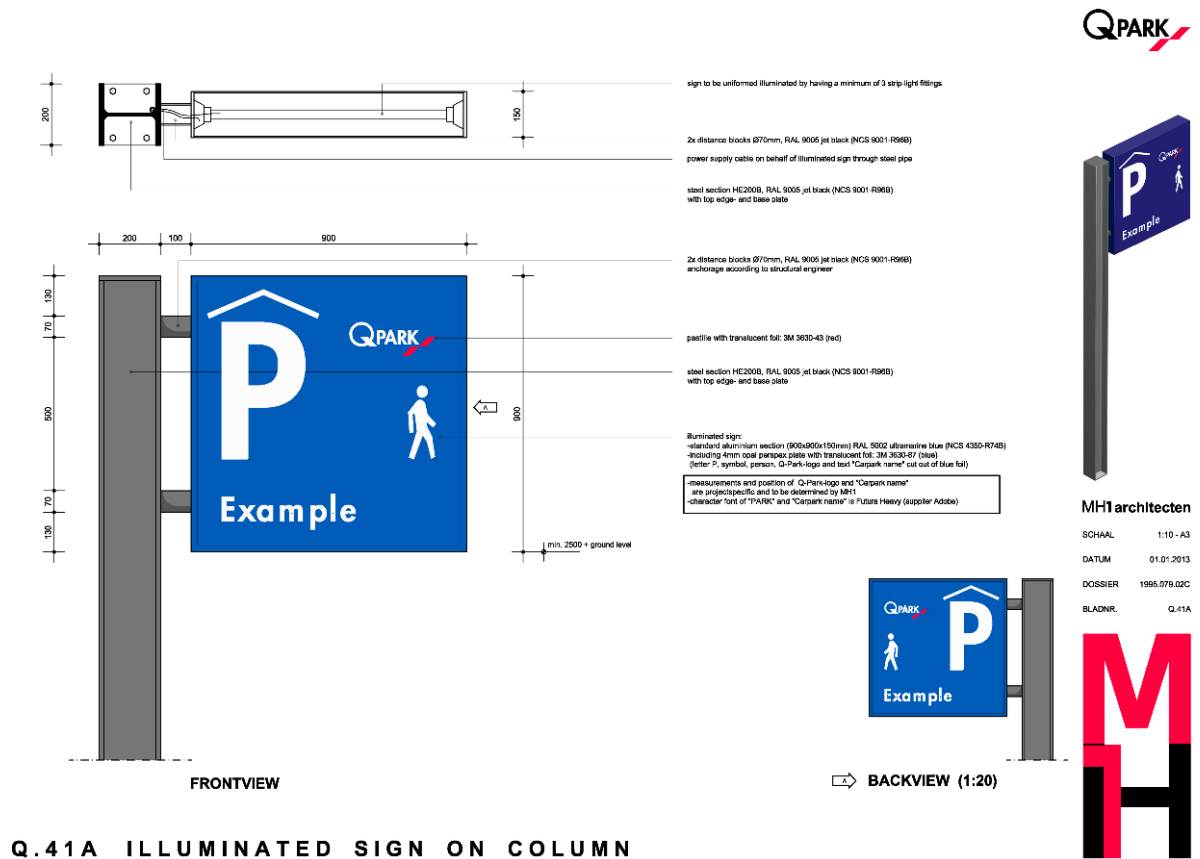 QPARK
sign to be uniformed illuminated by having a minimum of 3 strip-light fittings
200
150
2x distance blocks Ø70mm, RAL 9005 jet black (NCS 9001-R96B)
power supply cable on behalf of illuminated sign through steel pipe
steel section HE200B, RAL 9005 jet black (NCS 9001-R96B)
with top edge- and base plate
P
QPARK
Example
200
100
900
2x distance blocks Ø70mm, RAL 9005 jet black (NCS 9001-R96B)
anchorage according to structural engineer
130
70
500
70
130
P
QPARK
Example
A
900
pastille with translucent foil: 3M 3630-43 (red)
steel section HE200B, RAL 9005 jet black (NCS 9001-R96B)
with top edge- and base plate
illuminated sign:
-standard aluminium section (900x900x150mm) RAL 5002 ultramarine blue (NCS 4350-R74B)
-including 4mm opal perspex plate with translucent foil: 3M 3630-87 (blue)
(letter P, symbol, person, Q-Park-logo and text "Carpark name" cut out of blue foil)
-measurements and position of Q-Park-logo and "Carpark name"
are projectspecific and to be determined by MH1
-character font of "PARK" and "Carpark name" is Futura Heavy (supplier Adobe)
min. 2500 + ground level
MH1 architecten
SCHAAL 1:10 - A3
DATUM 01.01.2013
DOSSIER 1995.079.02C
BLADNR. Q.41A
QPARK
P
Example
FRONTVIEW
A BACKVIEW (1:20)
MH1
Q.41A ILLUMINATED SIGN ON COLUMN